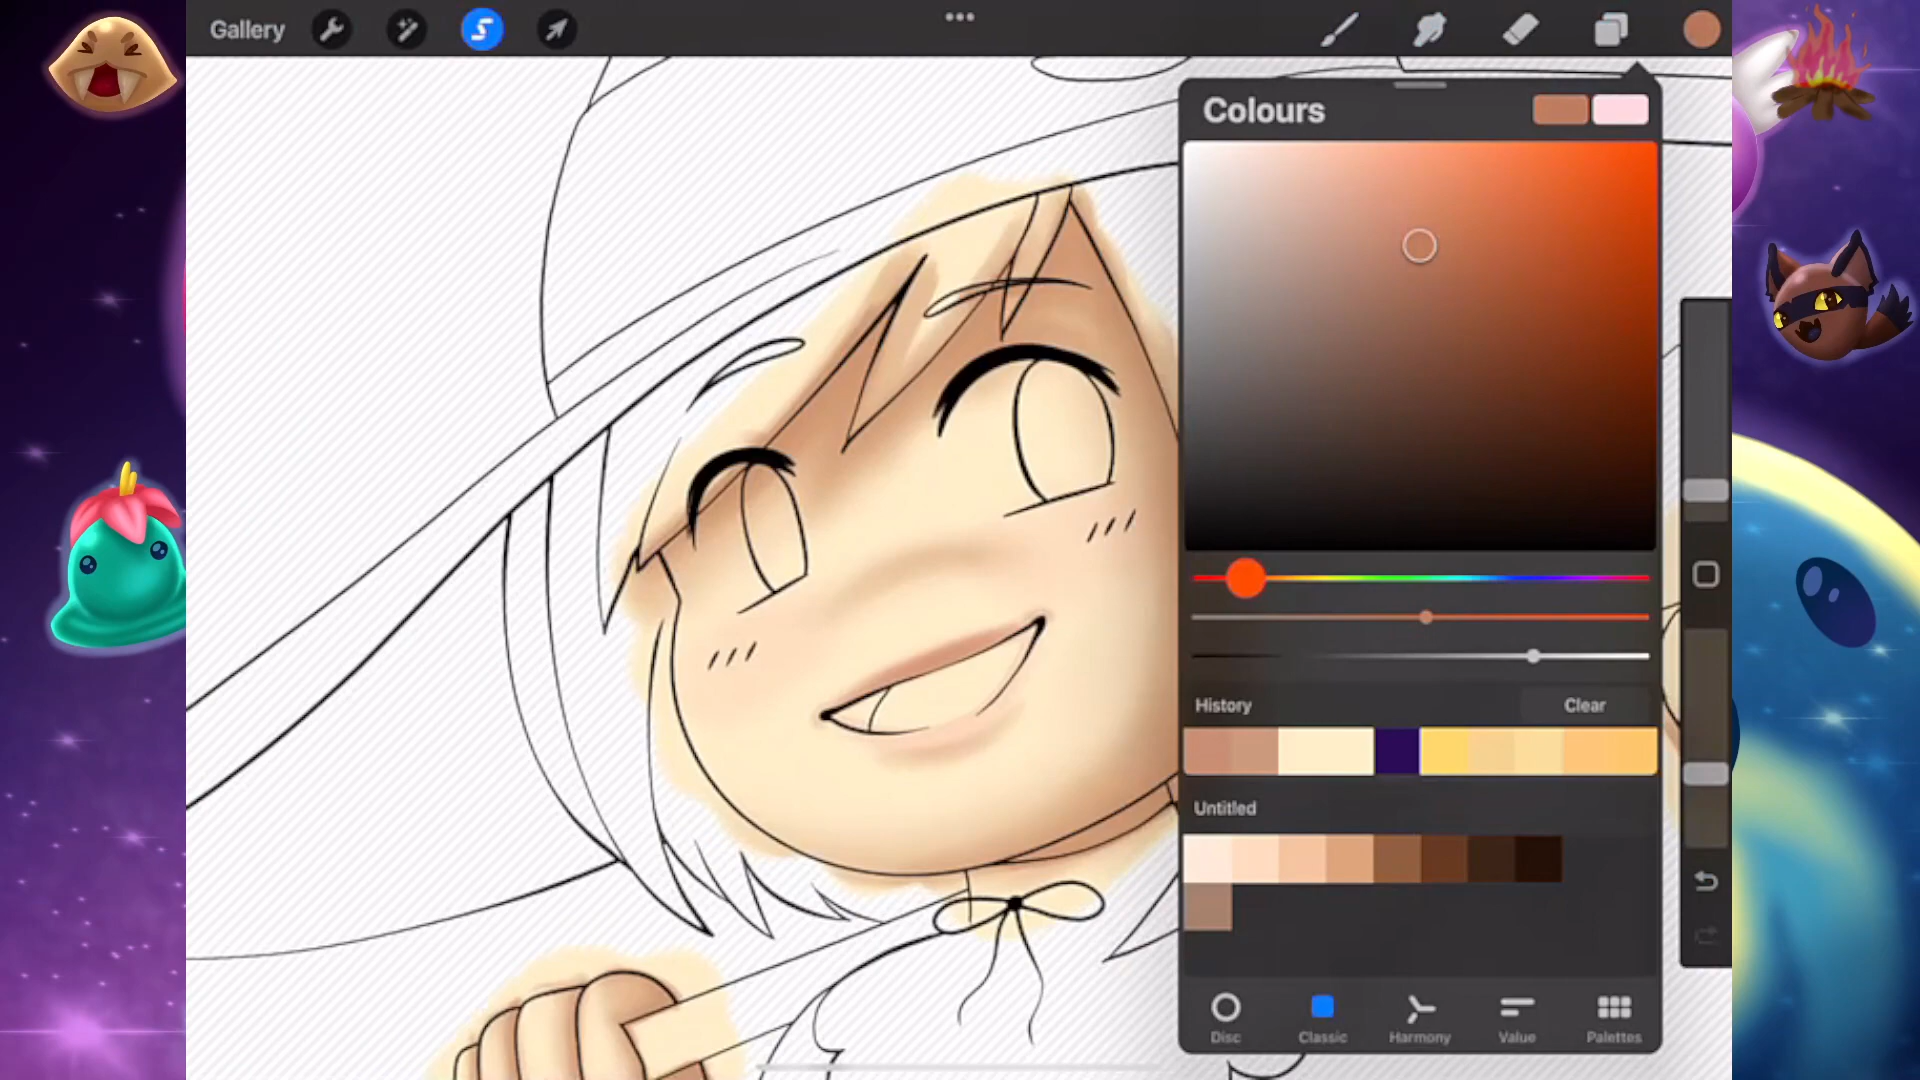 Gallery
Colours
History
Clear
Untitled
Disc
Classic
Harmony
Value
Palettes